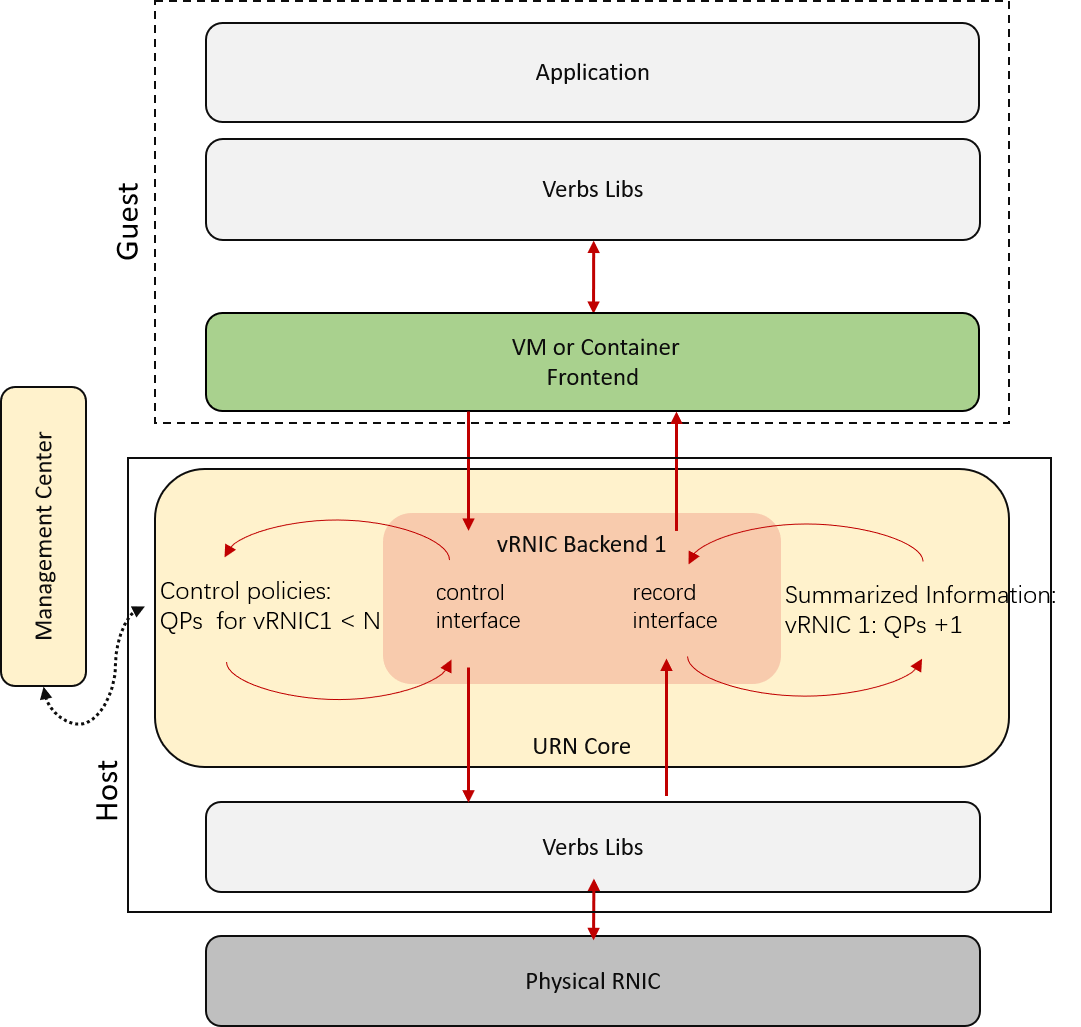 Application
Verbs Libs
Guest
VM or Container
Frontend
Management Center
vRNIC Backend 1
Control policies:
QPs  for vRNIC1 < N
control
interface
record
interface
Summarized Information:
vRNIC 1: QPs +1
URN Core
Host
Verbs Libs
Physical RNIC